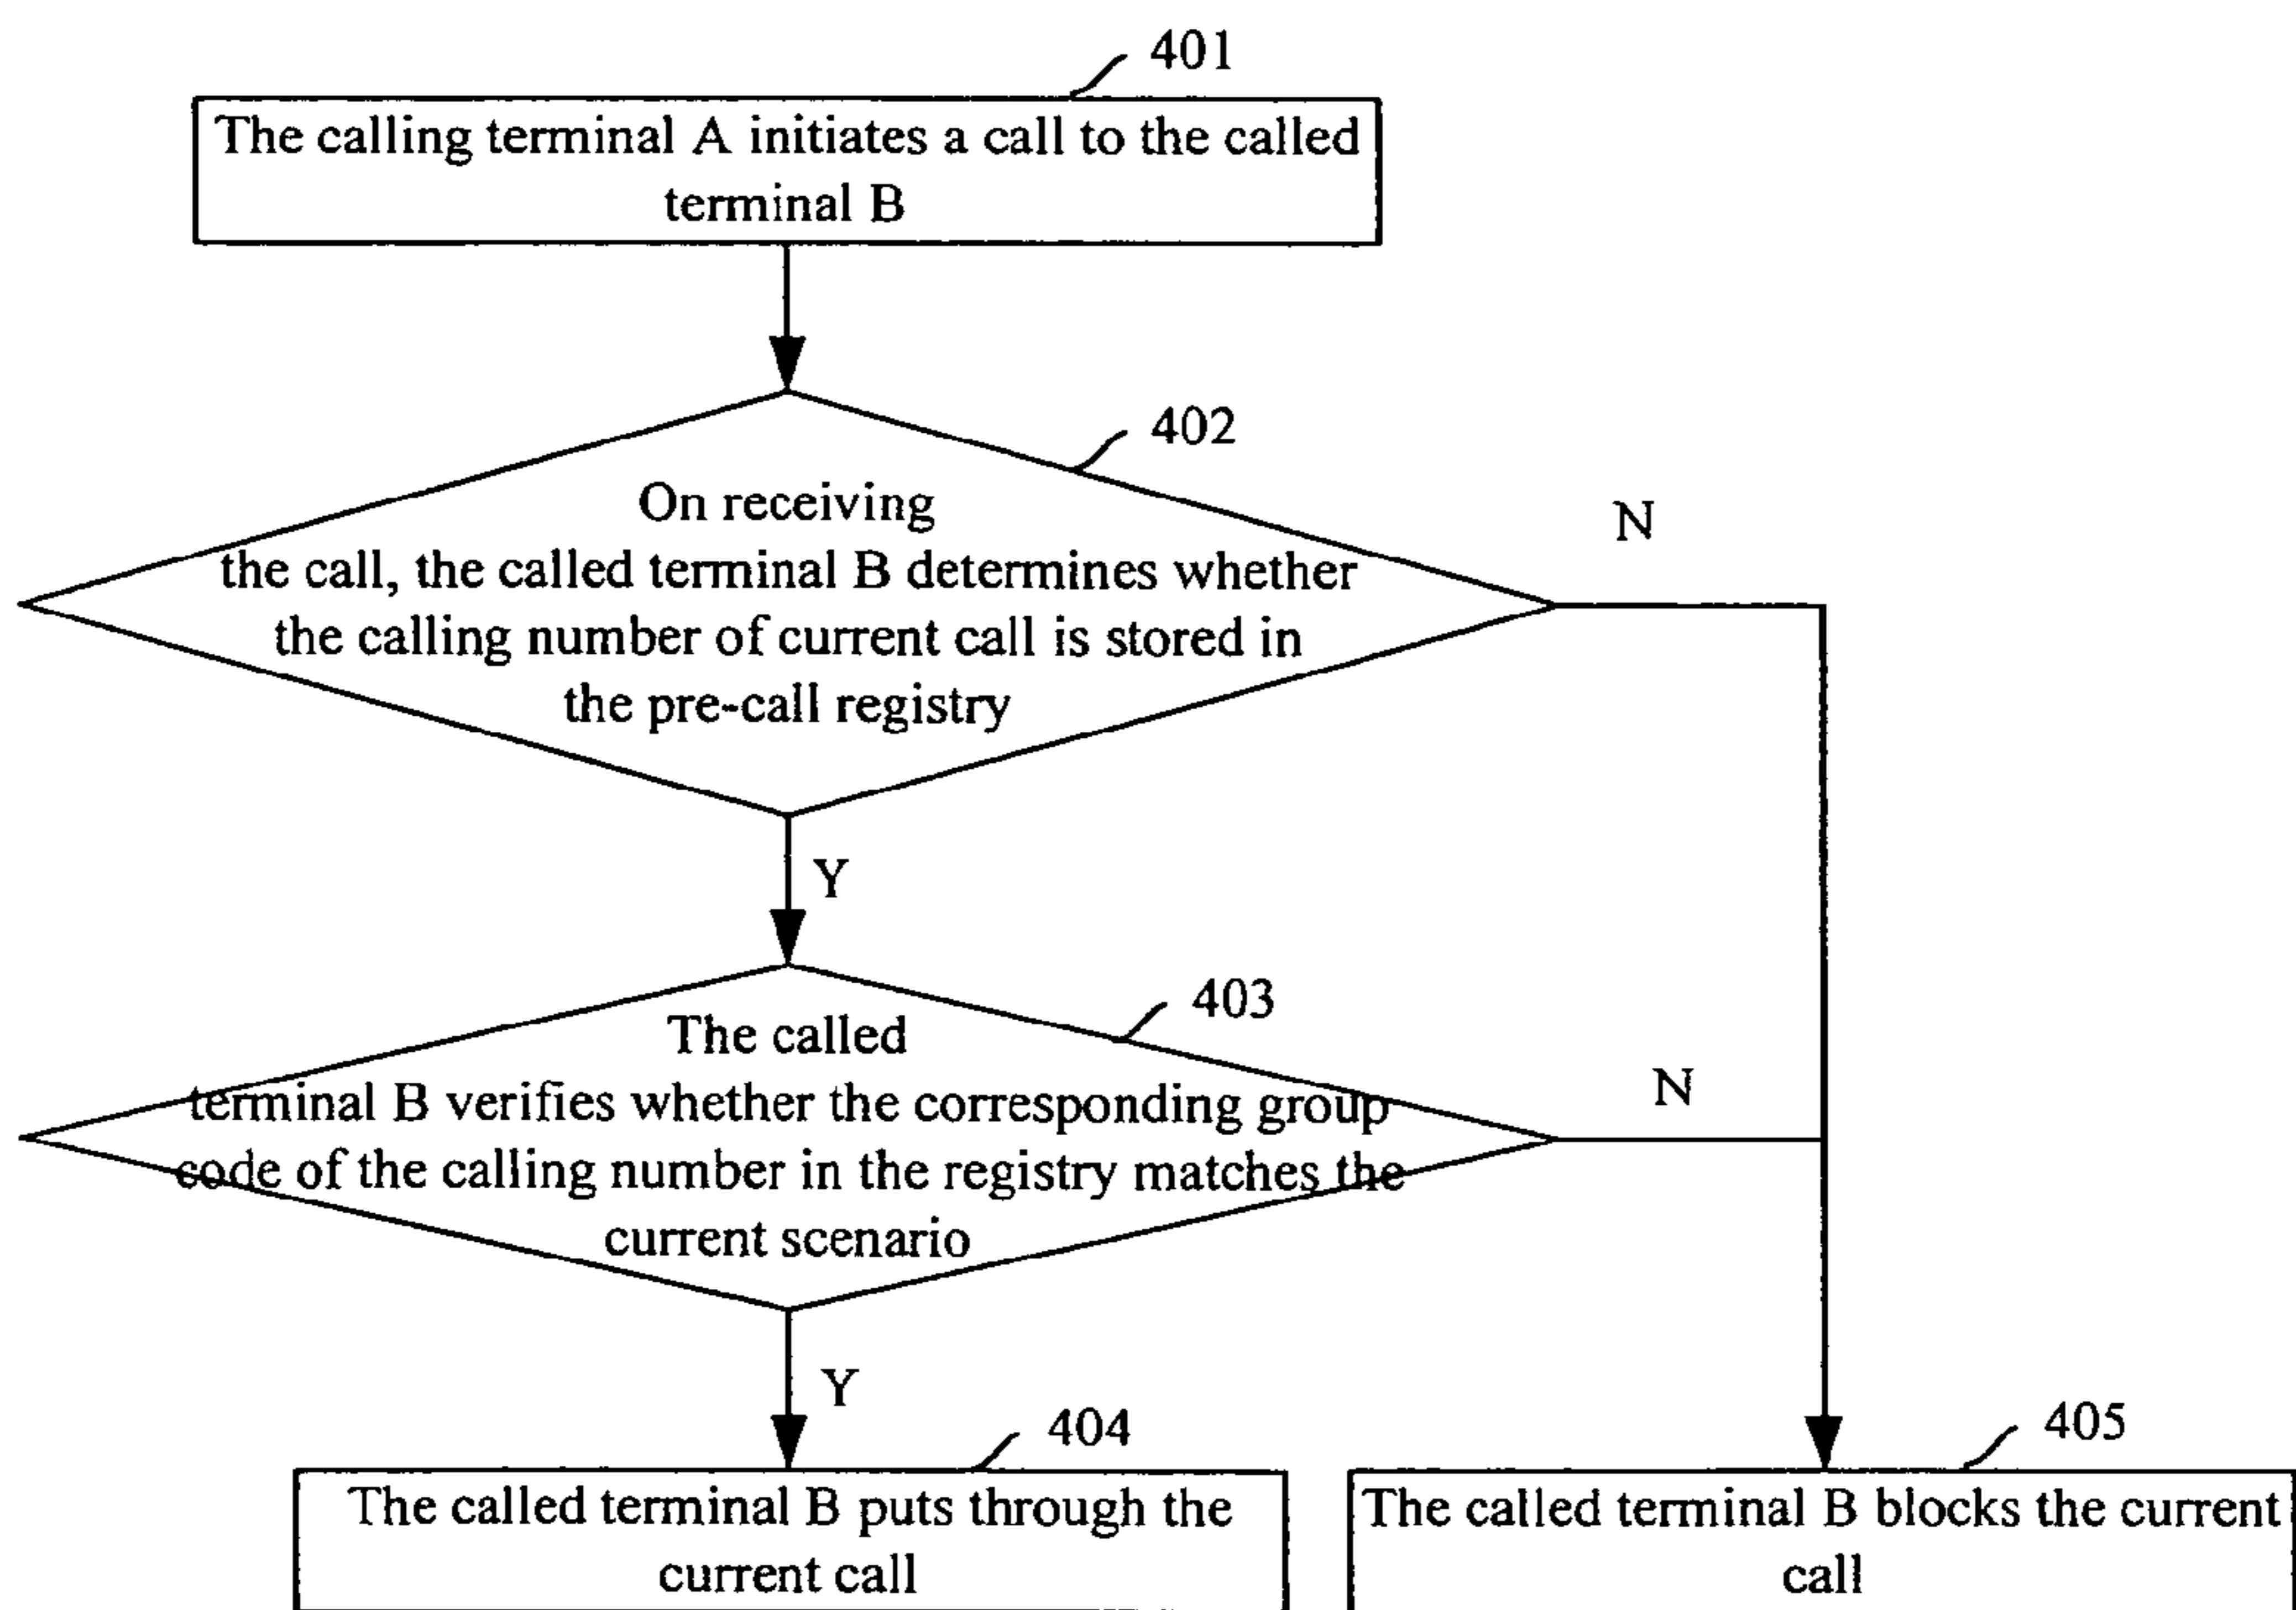 401
The calling terminal A initiates a call to the called
terminal B
402
On receiving
the call, the called terminal B determines whether
the calling number of current call is stored in
the pre-call registry
N
Y
403
The called
terminal B verifies whether the corresponding group
code of the calling number in the registry matches the
current scenario
N
Y
404
The called terminal B puts through the
current call
405
The called terminal B blocks the current
call